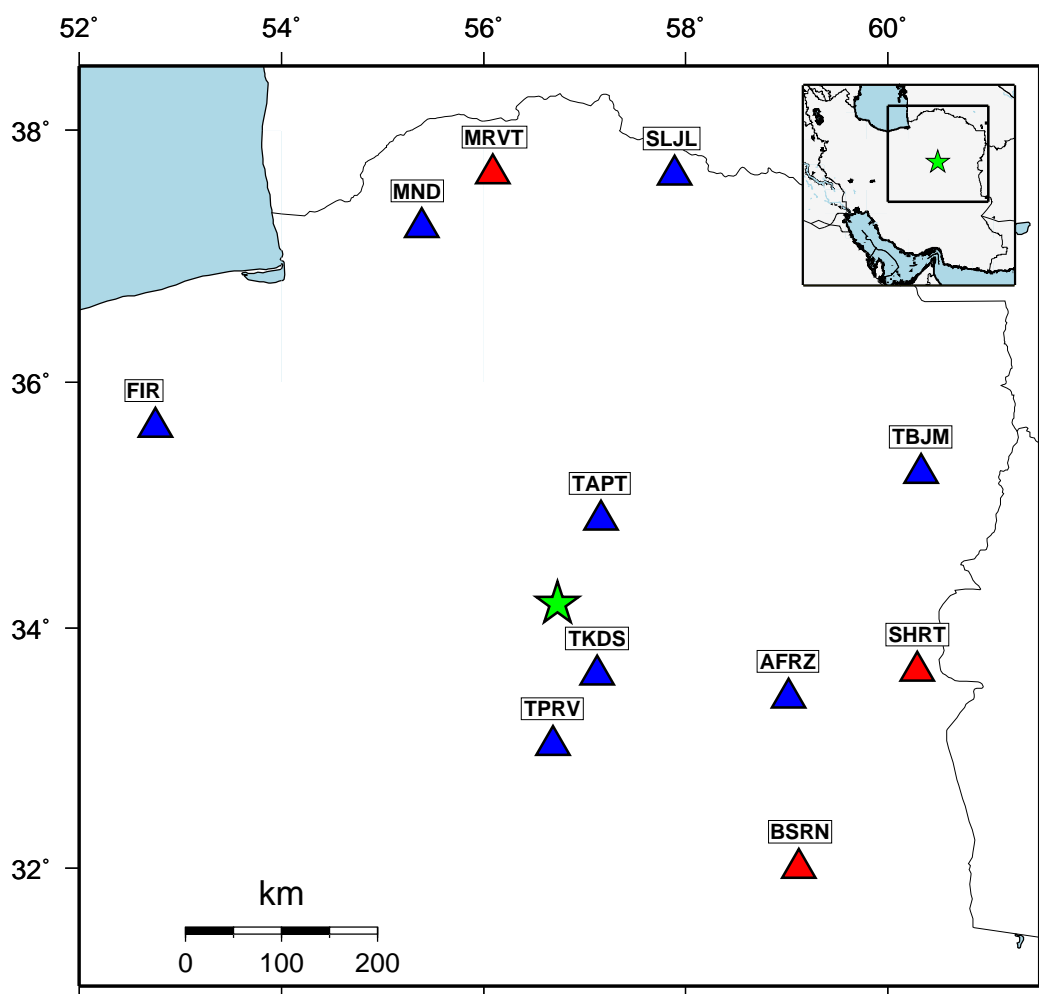 52˚ 54˚ 56˚ 58˚ 60˚
38˚
MRVT
SLJL
MND
36˚
FIR
TBJM
TAPT
34˚
TKDS
SHRT
AFRZ
TPRV
BSRN
32˚
km
0 100 200